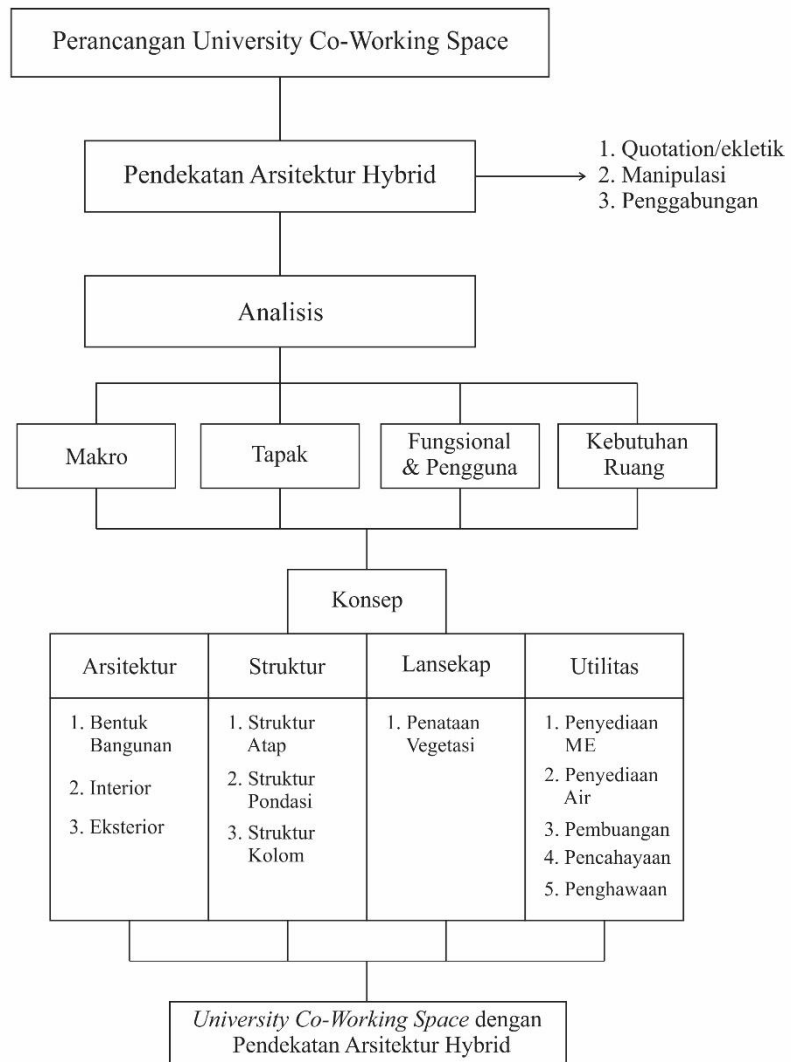 Perancangan University Co-Working Space
Pendekatan Arsitektur Hybrid
1. Quotation/ekletik
2. Manipulasi
3. Penggabungan
Analisis
Makro
Tapak
Fungsional
& Pengguna
Kebutuhan
Ruang
Konsep
Arsitektur
1. Bentuk
Bangunan
2. Interior
3. Eksterior
Struktur
1. Struktur
Atap
2. Struktur
Pondasi
3. Struktur
Kolom
Lansekap
1. Penataan
Vegetasi
Utilitas
1. Penyediaan
ME
2. Penyediaan
Air
3. Pembuangan
4. Pencahayaan
5. Penghawaan
University Co-Working Space dengan
Pendekatan Arsitektur Hybrid